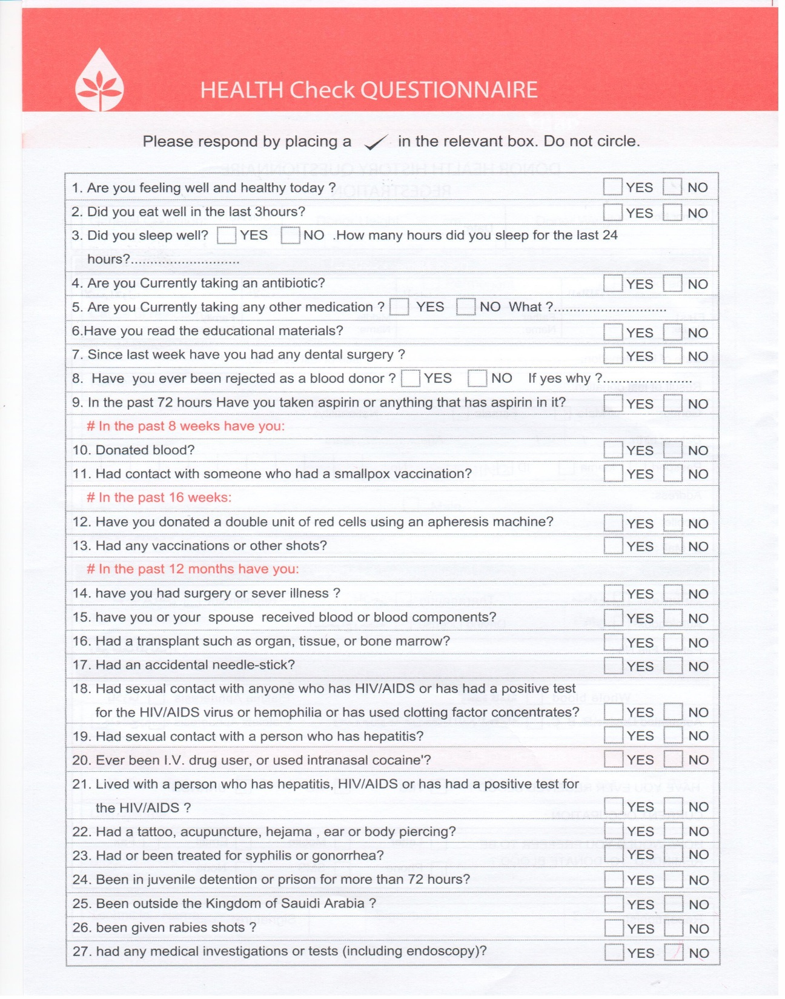 HEALTH Check QUESTIONNAIRE
Please respond by placing a ✓ in the relevant box. Do not circle.
1. Are you feeling well and healthy today ? YES NO
2. Did you eat well in the last 3hours? YES NO
3. Did you sleep well? YES NO .How many hours did you sleep for the last 24
hours?............................
4. Are you Currently taking an antibiotic? YES NO
5. Are you Currently taking any other medication ? YES NO What ?.............................
6.Have you read the educational materials? YES NO
7. Since last week have you had any dental surgery ? YES NO
8. Have you ever been rejected as a blood donor ? YES NO If yes why ?.......................
9. In the past 72 hours Have you taken aspirin or anything that has aspirin in it? YES NO
# In the past 8 weeks have you:
10. Donated blood? YES NO
11. Had contact with someone who had a smallpox vaccination? YES NO
# In the past 16 weeks:
12. Have you donated a double unit of red cells using an apheresis machine? YES NO
13. Had any vaccinations or other shots? YES NO
# In the past 12 months have you:
14. have you had surgery or sever illness ? YES NO
15. have you or your spouse received blood or blood components? YES NO
16. Had a transplant such as organ, tissue, or bone marrow? YES NO
17. Had an accidental needle-stick? YES NO
18. Had sexual contact with anyone who has HIV/AIDS or has had a positive test
for the HIV/AIDS virus or hemophilia or has used clotting factor concentrates? YES NO
19. Had sexual contact with a person who has hepatitis? YES NO
20. Ever been I.V. drug user, or used intranasal cocaine'? YES NO
21. Lived with a person who has hepatitis, HIV/AIDS or has had a positive test for
the HIV/AIDS ? YES NO
22. Had a tattoo, acupuncture, hejama , ear or body piercing? YES NO
23. Had or been treated for syphilis or gonorrhea? YES NO
24. Been in juvenile detention or prison for more than 72 hours? YES NO
25. Been outside the Kingdom of Sauidi Arabia ? YES NO
26. been given rabies shots ? YES NO
27. had any medical investigations or tests (including endoscopy)? YES NO